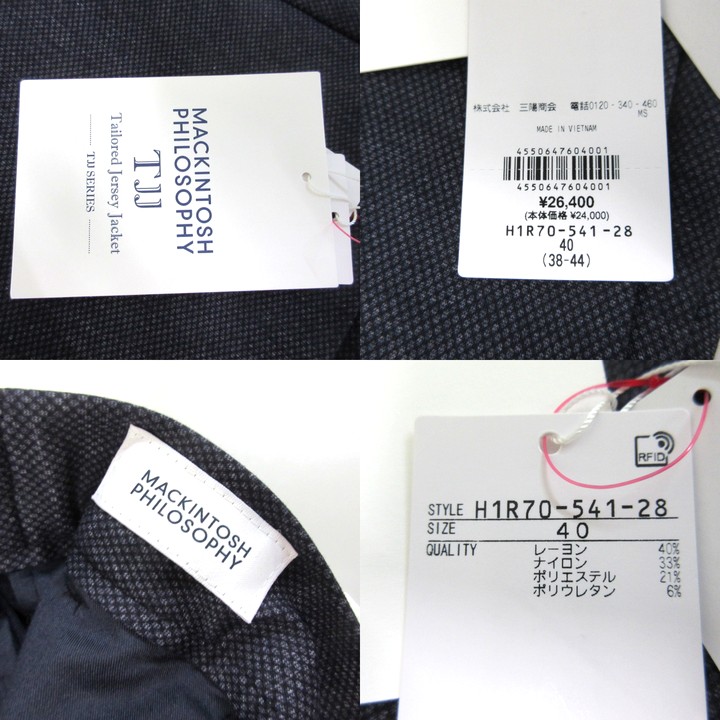 MACKINTOSH
PHILOSOPHY
TJJ
Tailored Jersey Jacket
TJJ SERIES
株式会社 三陽商会 電話0120-340-460
MS
MADE IN VIETNAM
4550647604001
4550647604001
¥26,400
(本体価格 ¥24,000)
H1R70-541-28
40
(38-44)
MACKINTOSH
PHILOSOPHY
RFID
STYLE H1R70-541-28
SIZE 40
QUALITY レーヨン 40%
ナイロン 33%
ポリエステル 21%
ポリウレタン 6%